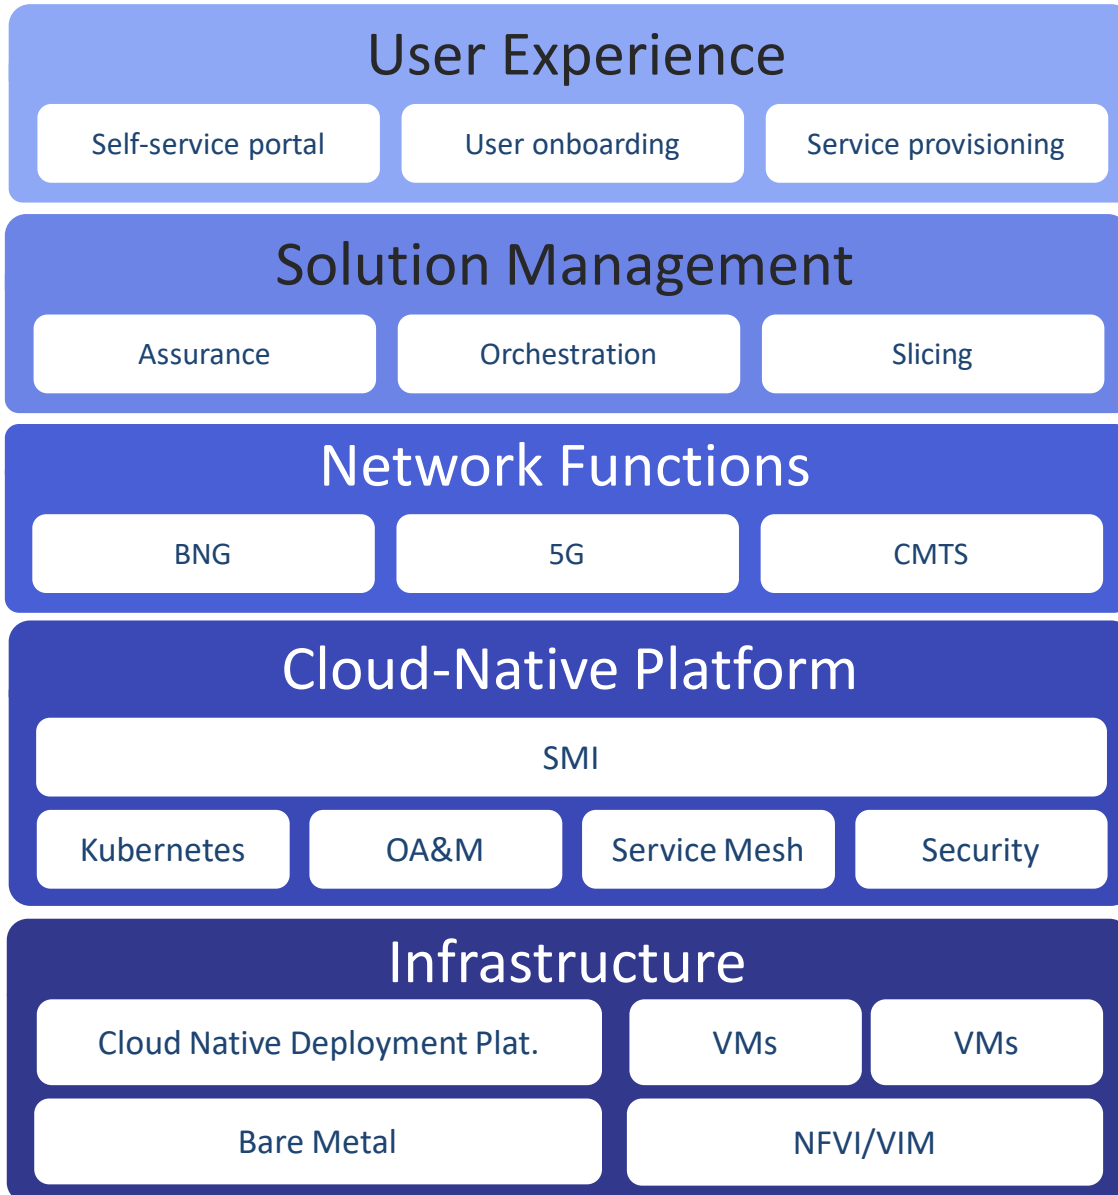 User Experience
Self-service portal
User onboarding
Service provisioning
Solution Management
Assurance
Orchestration
Slicing
Network Functions
BNG
5G
CMTS
Cloud-Native Platform
SMI
Kubernetes
OA&M
Service Mesh
Security
Infrastructure
Cloud Native Deployment Plat.
VMs
VMs
Bare Metal
NFVI/VIM